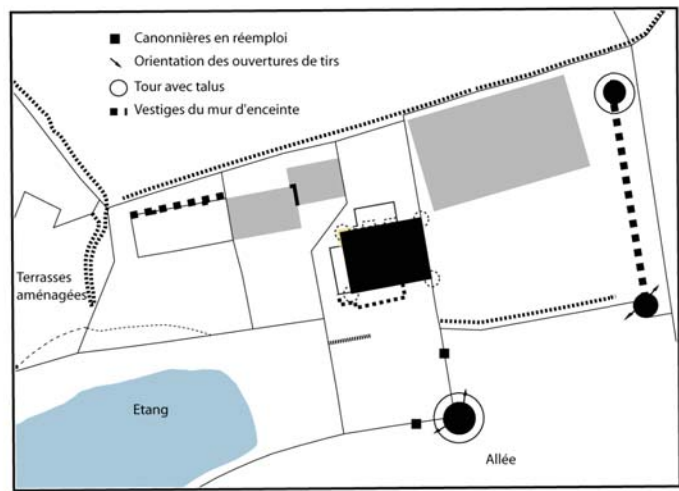 Canonnières en réemploi
Orientation des ouvertures de tirs
Tour avec talus
Vestiges du mur d'enceinte
Terrasses
aménagées
Etang
Allée